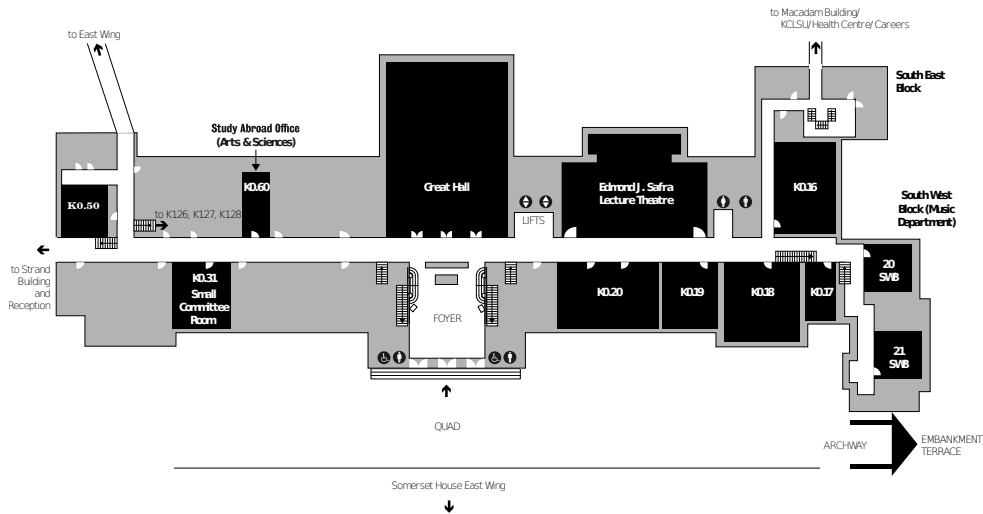 to Macadam Building/
KCLSU/Health Centre/Careers
to East Wing
South East
Block
Study Abroad Office
(Arts & Sciences)
K0.60
Great Hall
Edmond J. Safra
Lecture Theatre
K0.16
K0.50
to K126, K127, K128
LIFTS
South West
Block (Music
Department)
to Strand
Building
and
Reception
K0.31
Small
Committee
Room
FOYER
K0.20
K0.19
K0.18
K0.17
20
SWB
21
SWB
QUAD
ARCHWAY
EMBANKMENT
TERRACE
Somerset House East Wing